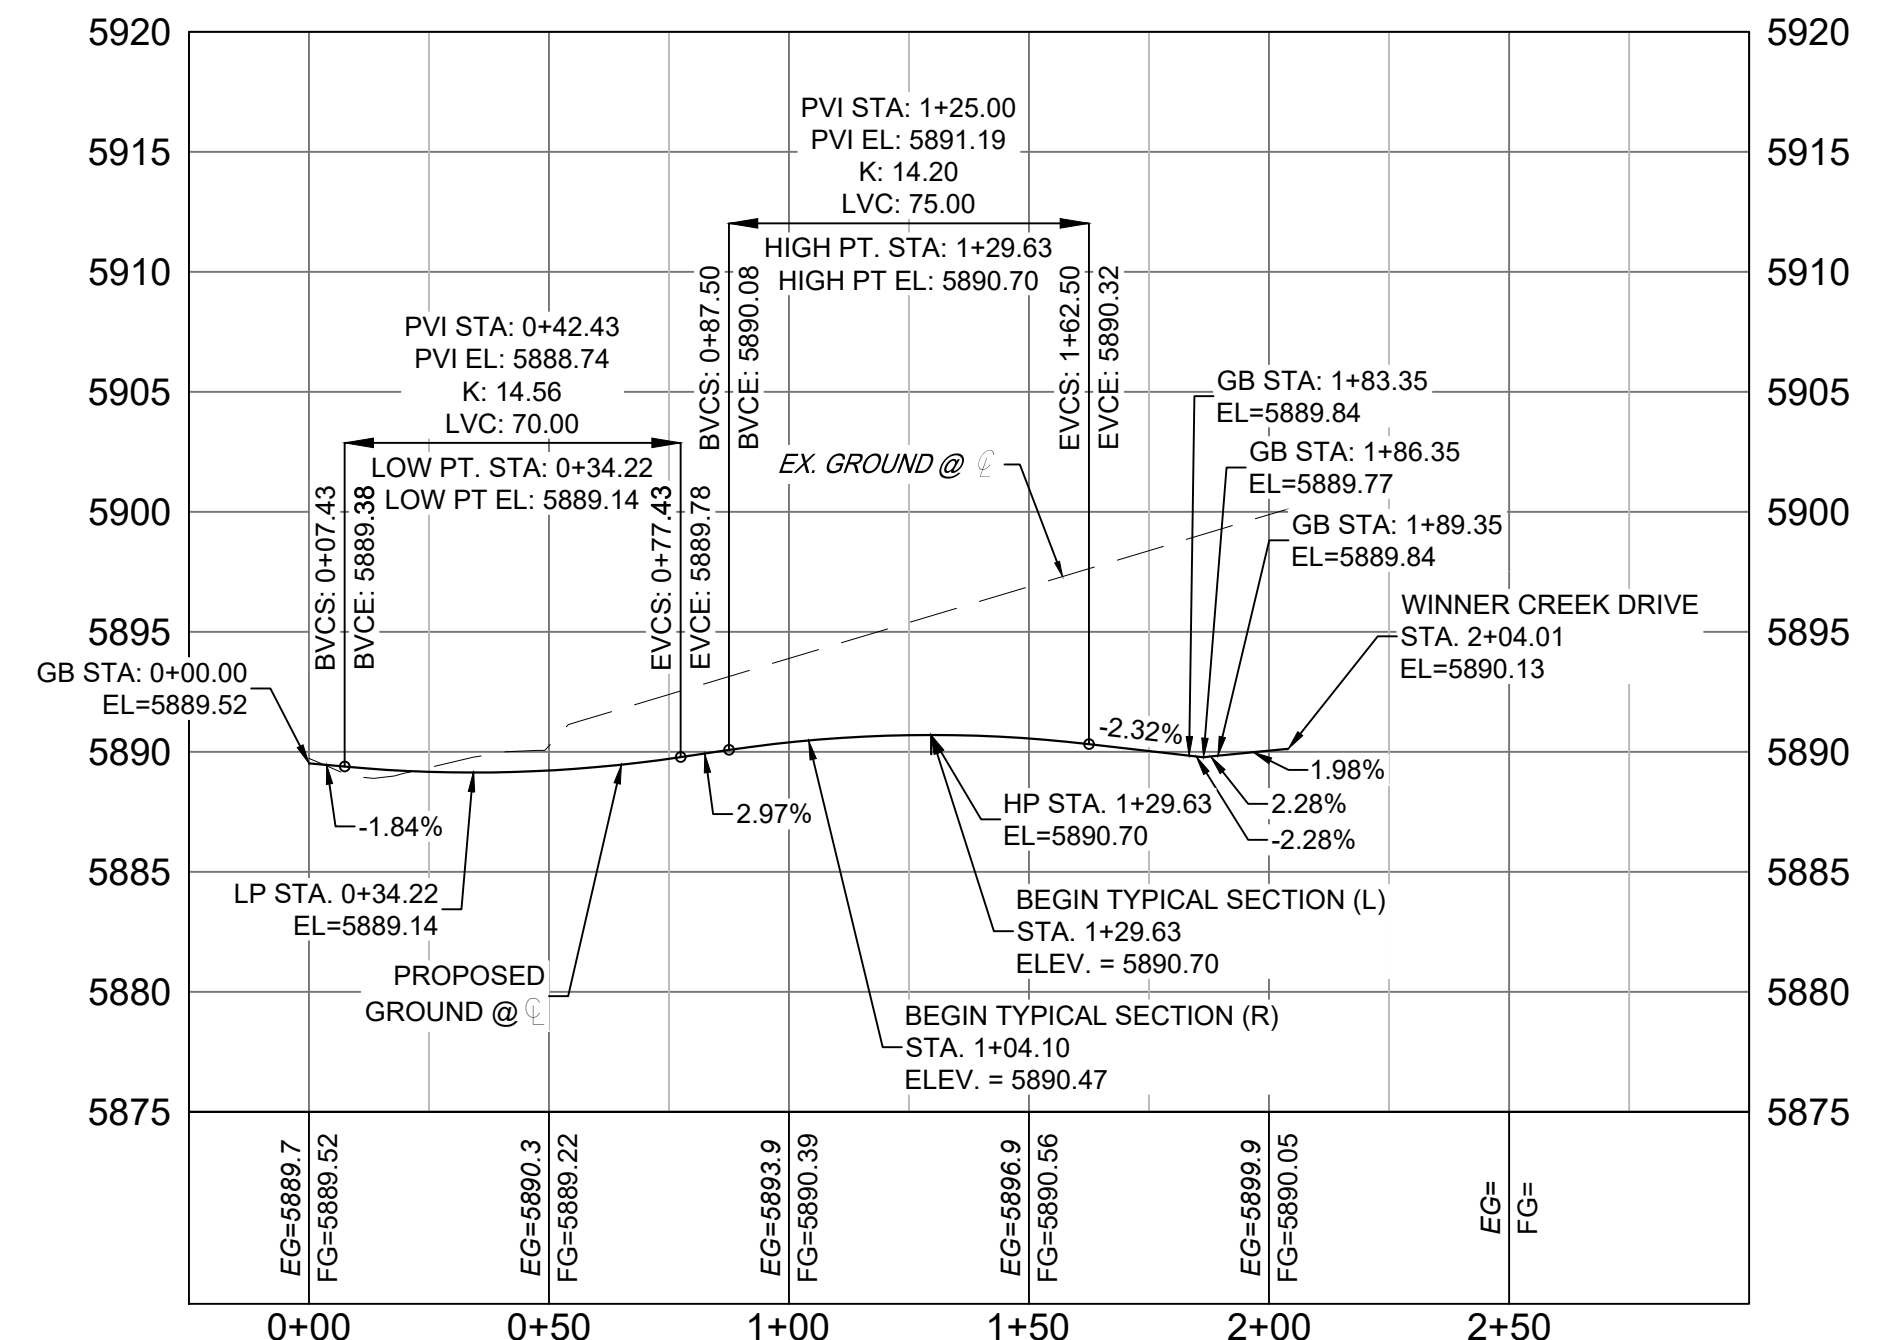 5920
5920
PVI STA: 1+25.00
PVI EL: 5891.19
K: 14.20
LVC: 75.00
5915
5915
HIGH PT. STA: 1+29.63
HIGH PT EL: 5890.70
5910
5910
BVCS: 0+87.50
BVCE: 5890.08
EVCS: 1+62.50
EVCE: 5890.32
PVI STA: 0+42.43
PVI EL: 5888.74
K: 14.56
LVC: 70.00
5905
5905
GB STA: 1+83.35
EL=5889.84
GB STA: 1+86.35
EL=5889.77
EX. GROUND @ ℄
LOW PT. STA: 0+34.22
LOW PT EL: 5889.14
5900
5900
GB STA: 1+89.35
EL=5889.84
BVCS: 0+07.43
BVCE: 5889.38
EVCS: 0+77.43
EVCE: 5889.78
WINNER CREEK DRIVE
STA. 2+04.01
EL=5890.13
5895
5895
GB STA: 0+00.00
EL=5889.52
-2.32%
5890
5890
1.98%
2.28%
-2.28%
-1.84%
2.97%
HP STA. 1+29.63
EL=5890.70
5885
5885
LP STA. 0+34.22
EL=5889.14
BEGIN TYPICAL SECTION (L)
STA. 1+29.63
ELEV. = 5890.70
PROPOSED
GROUND @ ℄
5880
5880
BEGIN TYPICAL SECTION (R)
STA. 1+04.10
ELEV. = 5890.47
5875
5875
EG=5889.7
FG=5889.52
EG=5890.3
FG=5889.22
EG=5893.9
FG=5890.39
EG=5896.9
FG=5890.56
EG=5899.9
FG=5890.05
EG=
FG=
0+00
0+50
1+00
1+50
2+00
2+50